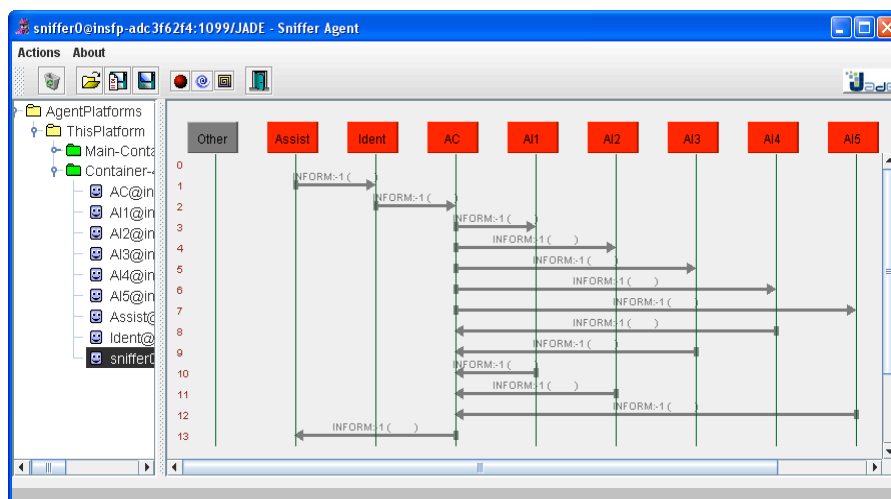 sniffer0@insfp-adc3f62f4:1099/JADE - Sniffer Agent
Actions About
Jade
AgentPlatforms
ThisPlatform
Main-Conta
Container-
AC@in
AI1@in
AI2@in
AI3@in
AI4@in
AI5@in
Assist@
Ident@
sniffer0
Other Assist Ident AC AI1 AI2 AI3 AI4 AI5
0
1 INFORM:-1 ( )
2 INFORM:-1 ( )
3 INFORM:-1 ( )
4 INFORM:-1 ( )
5 INFORM:-1 ( )
6 INFORM:-1 ( )
7 INFORM:-1 ( )
8 INFORM:-1 ( )
9 INFORM:-1 ( )
10 INFORM:-1 ( )
11 INFORM:-1 ( )
12 INFORM:-1 ( )
13 INFORM:-1 ( )